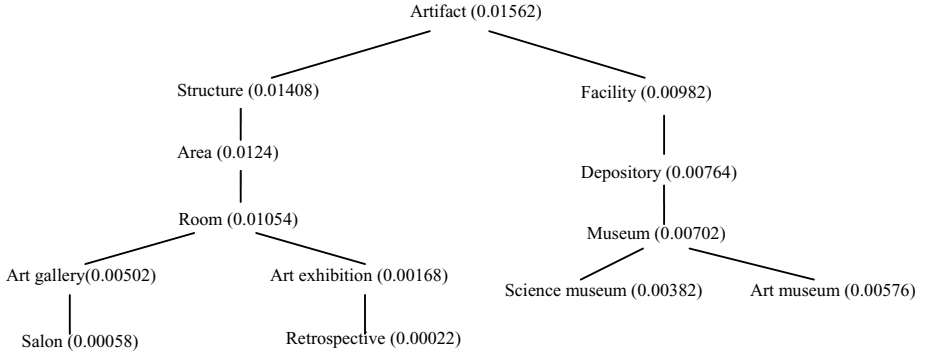 Artifact (0.01562)
Structure (0.01408)
Facility (0.00982)
Area (0.0124)
Depository (0.00764)
Room (0.01054)
Museum (0.00702)
Art gallery(0.00502)
Art exhibition (0.00168)
Science museum (0.00382)
Art museum (0.00576)
Salon (0.00058)
Retrospective (0.00022)